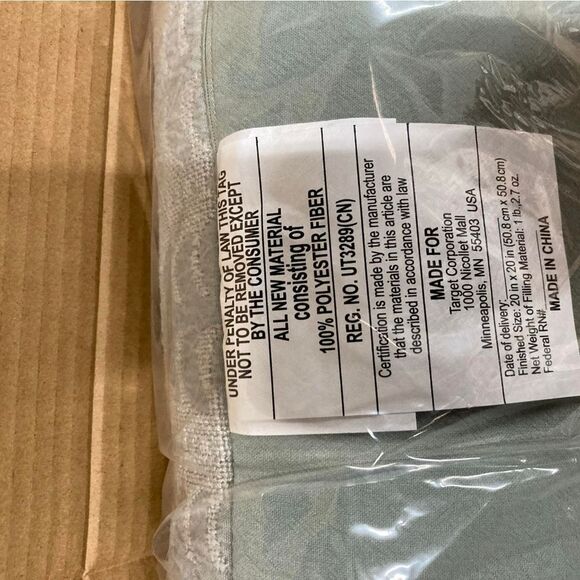 UNDER PENALTY OF LAW THIS TAG
NOT TO BE REMOVED EXCEPT
BY THE CONSUMER
ALL NEW MATERIAL
consisting of
100% POLYESTER FIBER
REG. NO. UT3289(CN)
Certification is made by the manufacturer
that the materials in this article are
described in accordance with law
MADE FOR
Target Corporation
1000 Nicollet Mall
Minneapolis, MN 55403 USA
Date of delivery
Finished Size: 20 in x 20 in (50.8 cm x 50.8cm)
Net Weight of Filling Material: 1 lb.,2.7 oz.
Federal RN#
MADE IN CHINA